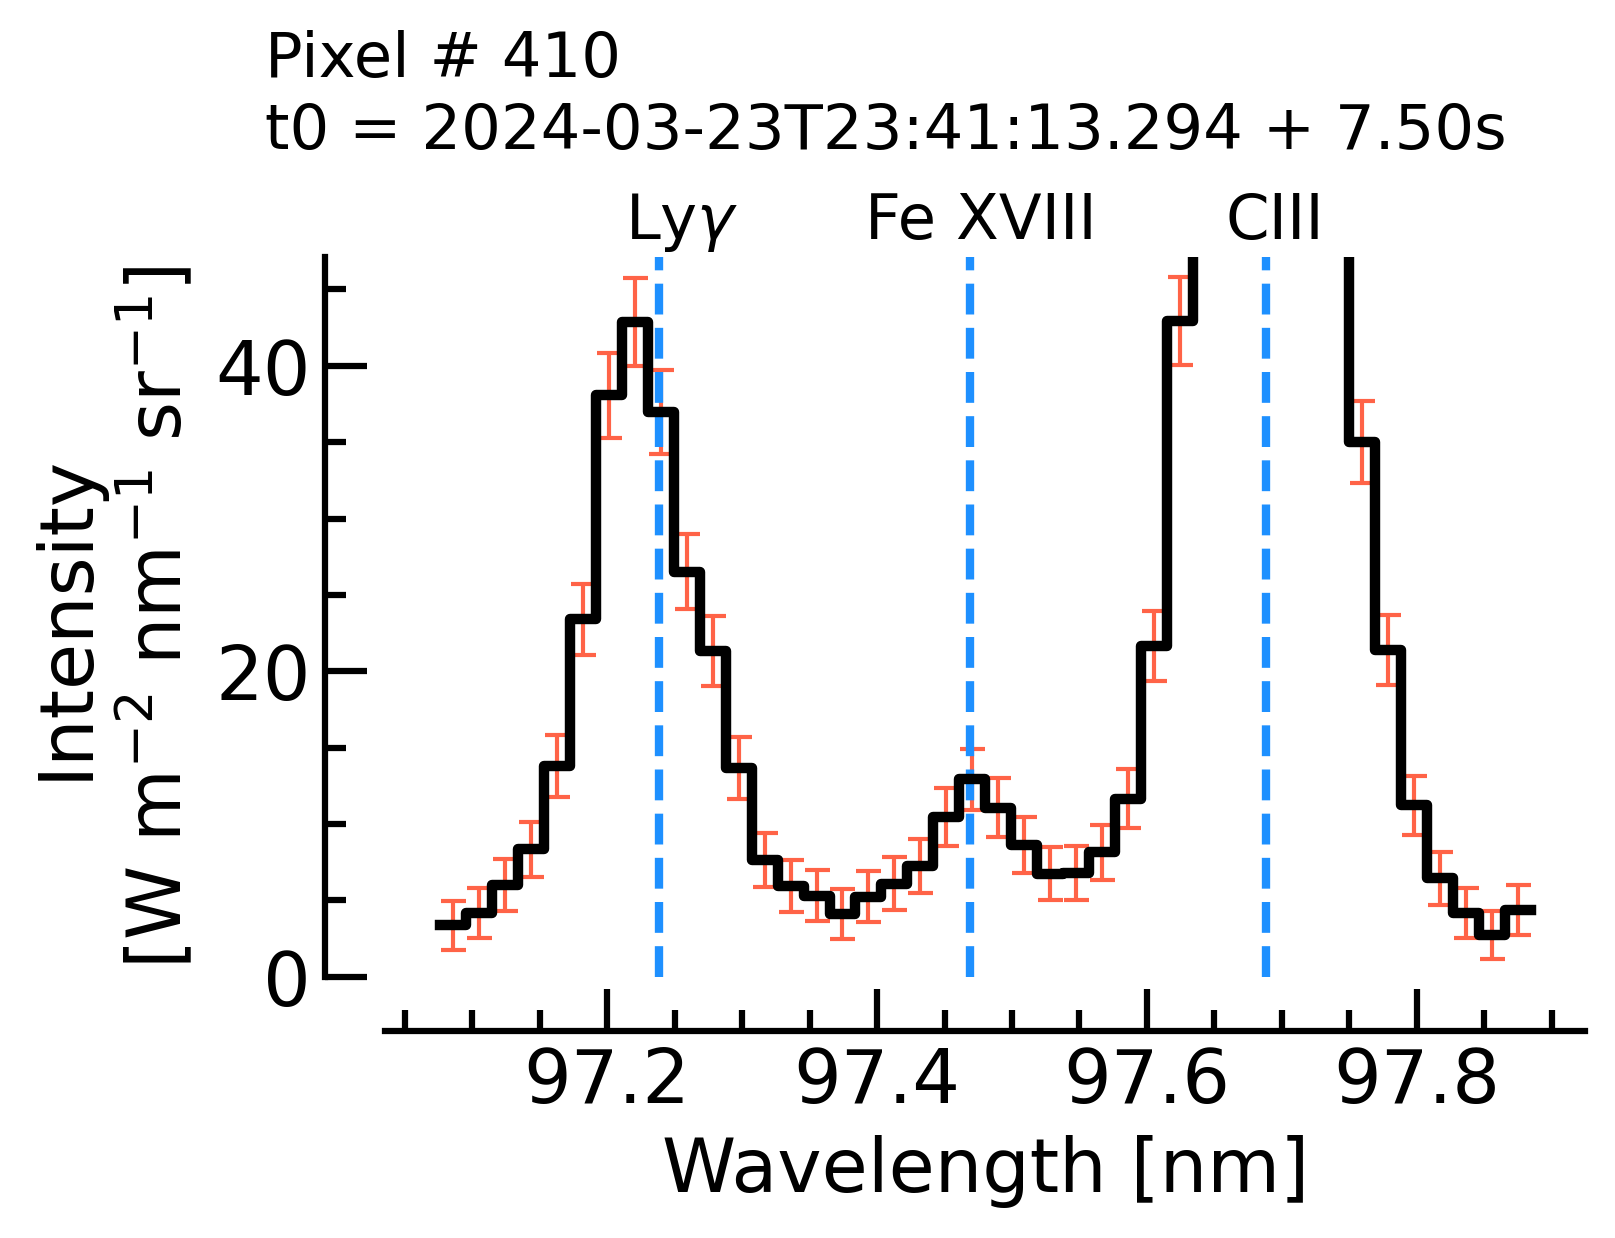 Pixel # 410
t0 = 2024-03-23T23:41:13.294 + 7.50s
Lyγ Fe XVIII CIII
Intensity
[W m⁻² nm⁻¹ sr⁻¹]
40
20
0
97.2 97.4 97.6 97.8
Wavelength [nm]